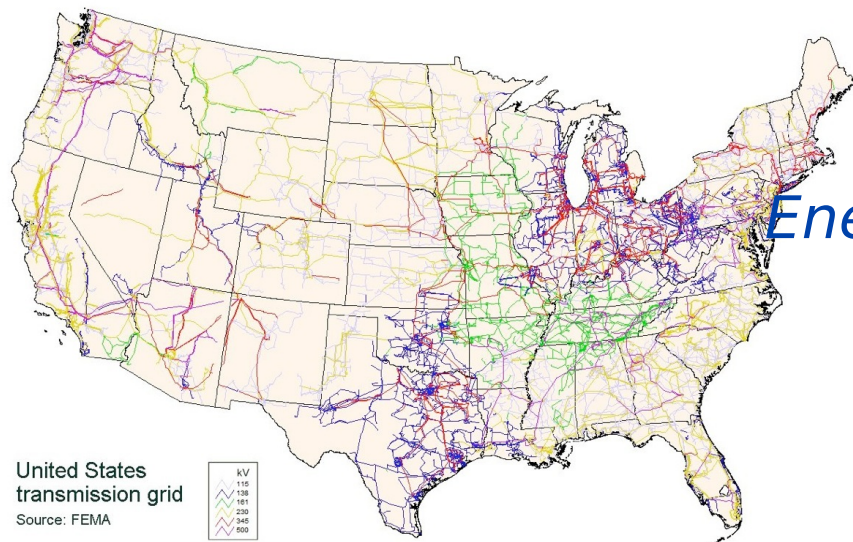 Ene
United States
transmission grid
Source: FEMA
kV
115
138
161
230
345
500